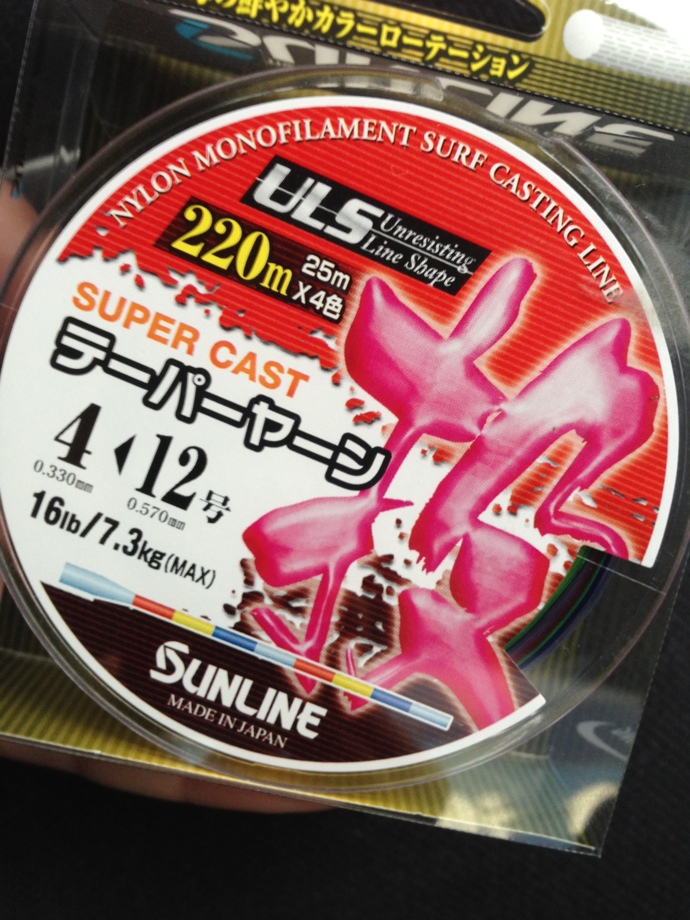 の鮮やかカラーローテーション
SUNLINE
NYLON MONOFILAMENT SURF CASTING LINE
ULS Unresisting
Line Shape
220m 25m
X4色
SUPER CAST
テーパーヤーン
4◀12号
0.330mm 0.570mm
16lb/7.3kg(MAX)
SUNLINE
MADE IN JAPAN